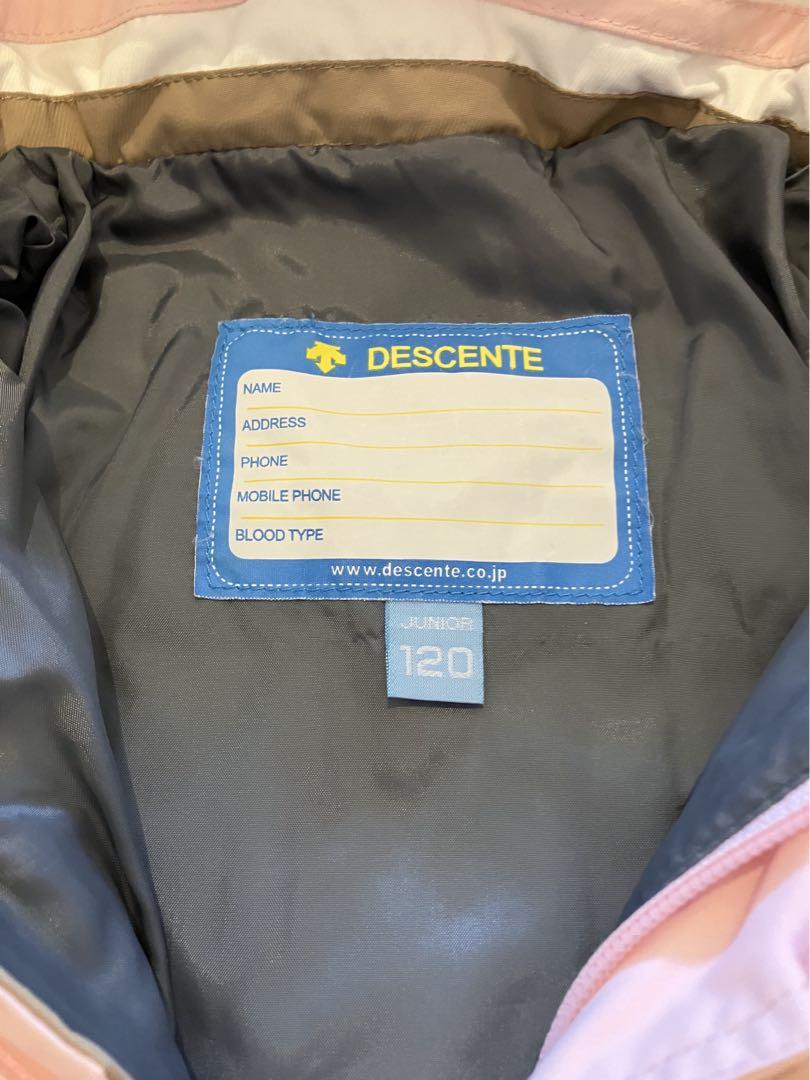 DESCENTE
NAME
ADDRESS
PHONE
MOBILE PHONE
BLOOD TYPE
www.descente.co.jp
JUNIOR
120